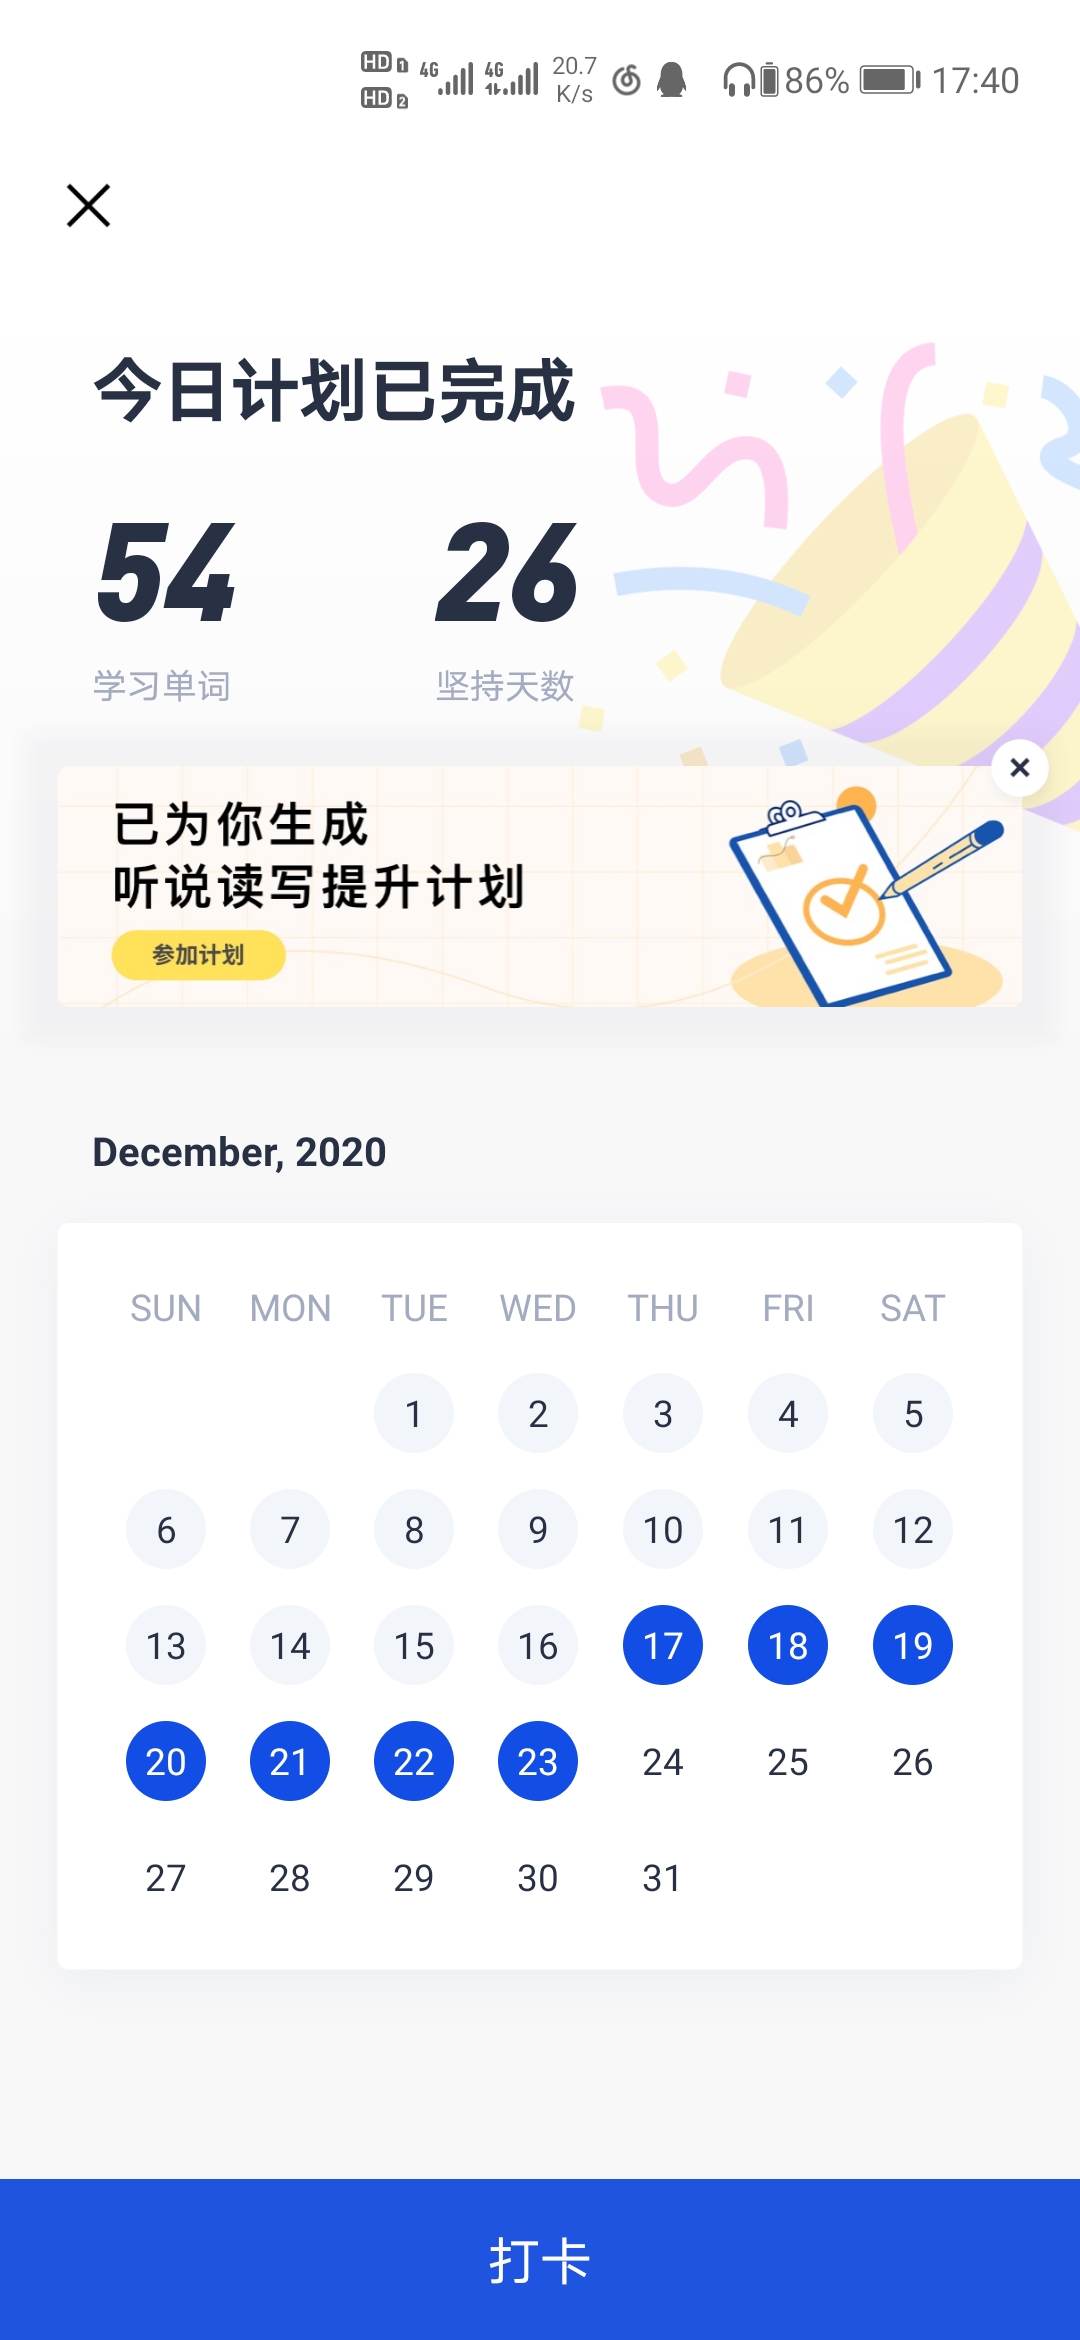 HD 1 4G 4G 20.7 86% 17:40
HD 2 K/s
今日计划已完成
54 26
学习单词 坚持天数
已为你生成
听说读写提升计划
参加计划
December, 2020
SUN MON TUE WED THU FRI SAT
1 2 3 4 5
6 7 8 9 10 11 12
13 14 15 16 17 18 19
20 21 22 23 24 25 26
27 28 29 30 31
打卡